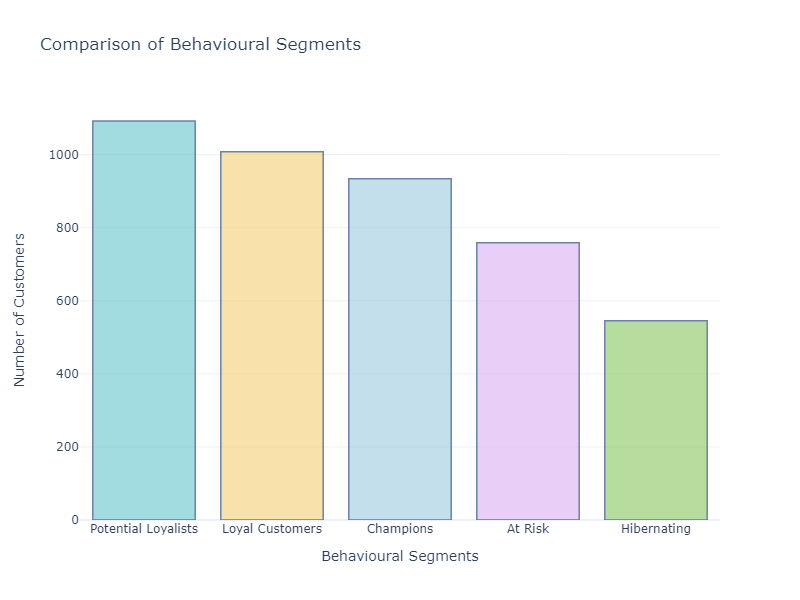 Comparison of Behavioural Segments
Number of Customers
1000
800
600
400
200
0
Potential Loyalists
Loyal Customers
Champions
At Risk
Hibernating
Behavioural Segments